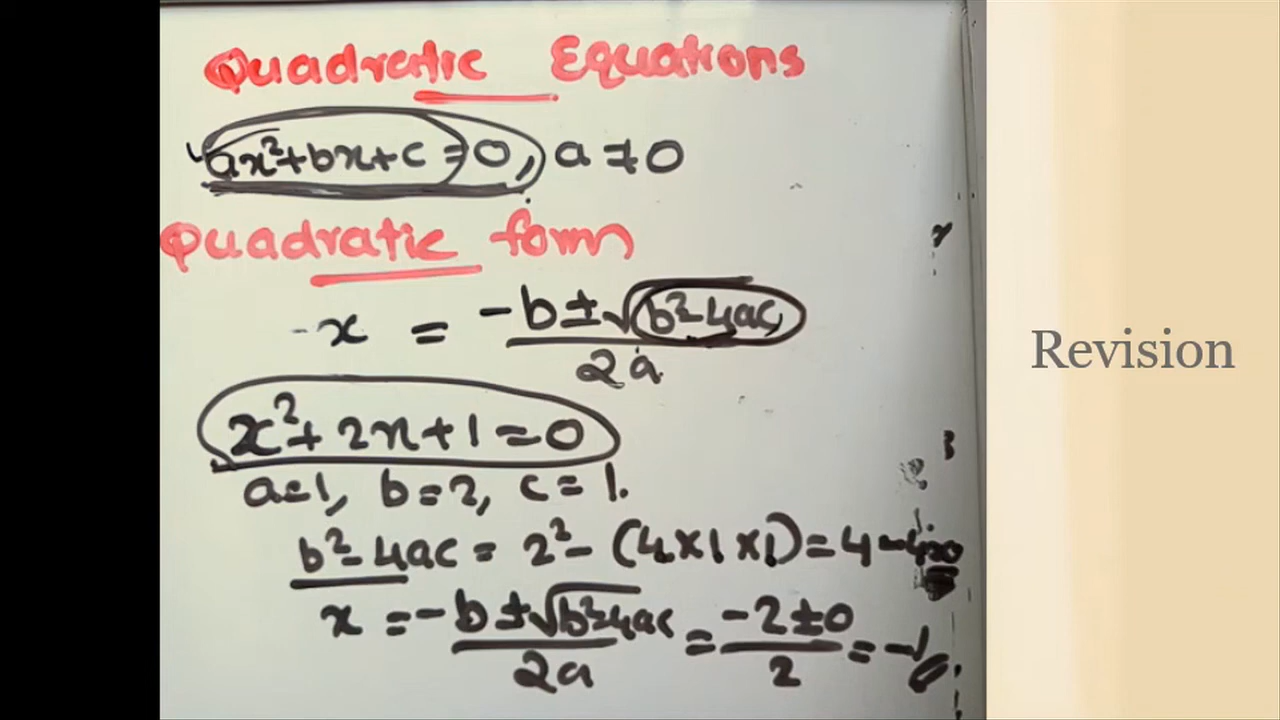 Quadratic Equations
ax²+bx+c=0, a≠0
Quadratic form
x = -b±√b²-4ac
2a
x²+2x+1=0
a=1, b=2, c=1.
b²-4ac = 2²-(4×1×1)=4-4=0
x = -b±√b²-4ac = -2±0 = -1
2a 2
Revision